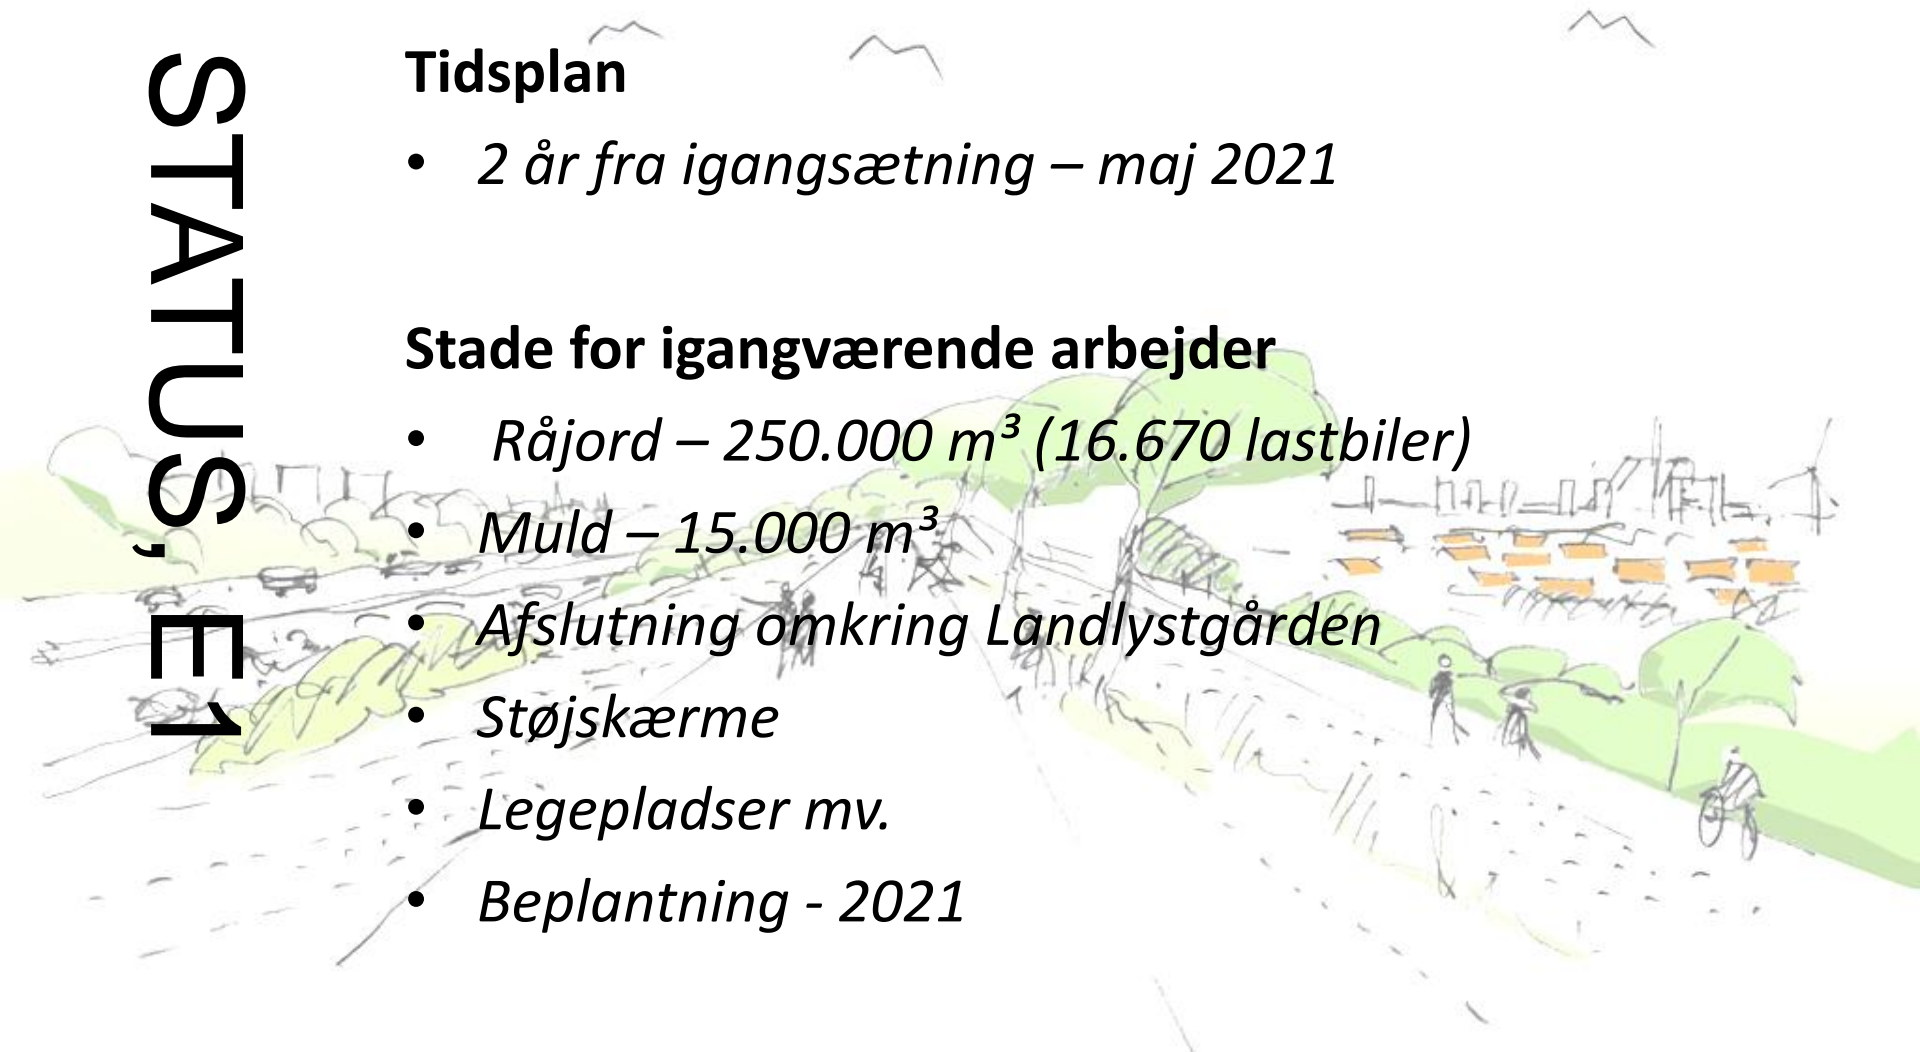 STATUS, E1
Tidsplan
• 2 år fra igangsætning – maj 2021
Stade for igangværende arbejder
• Råjord – 250.000 m³ (16.670 lastbiler)
• Muld – 15.000 m³
• Afslutning omkring Landlystgården
• Støjskærme
• Legepladser mv.
• Beplantning - 2021